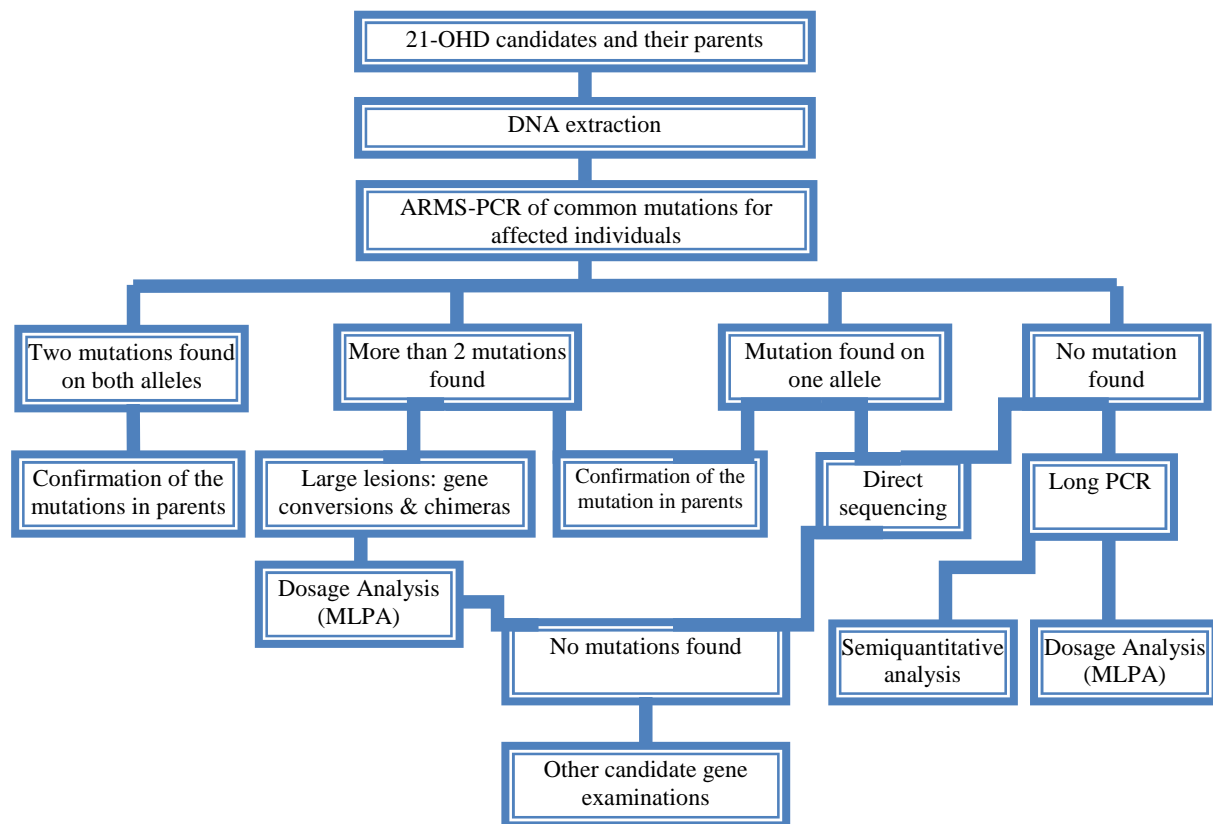 21-OHD candidates and their parents
DNA extraction
ARMS-PCR of common mutations for
affected individuals
Two mutations found
on both alleles
More than 2 mutations
found
Mutation found on
one allele
No mutation
found
Confirmation of the
mutations in parents
Large lesions: gene
conversions & chimeras
Confirmation of the
mutation in parents
Direct
sequencing
Long PCR
Dosage Analysis
(MLPA)
No mutations found
Semiquantitative
analysis
Dosage Analysis
(MLPA)
Other candidate gene
examinations